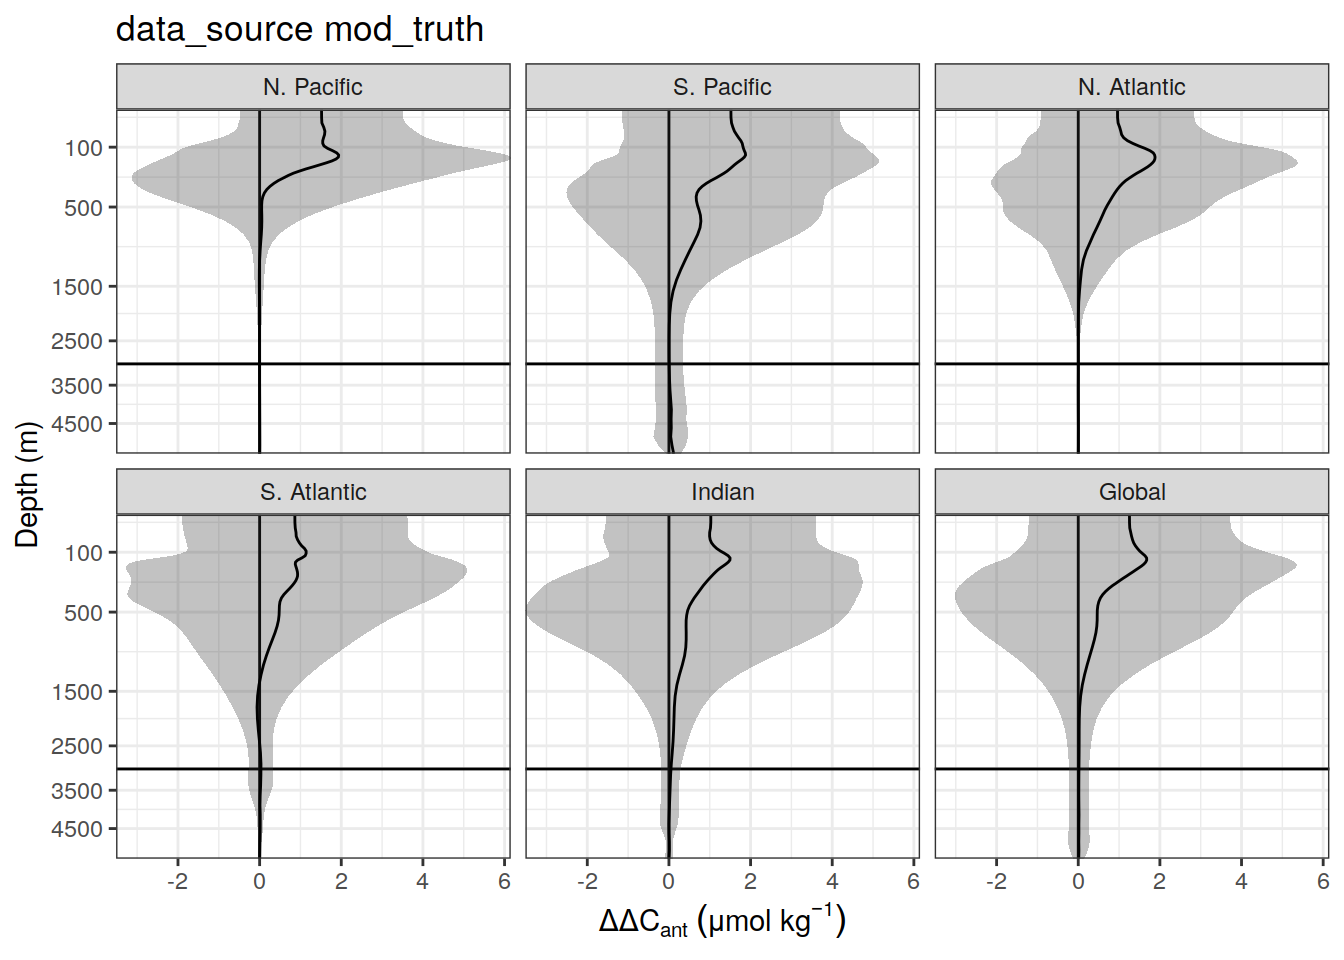 data_source mod_truth
N. Pacific
S. Pacific
N. Atlantic
100
500
1500
2500
3500
4500
S. Atlantic
Indian
Global
100
500
1500
2500
3500
4500
-2 0 2 4 6
-2 0 2 4 6
-2 0 2 4 6
Depth (m)
ΔΔCant (μmol kg−1)